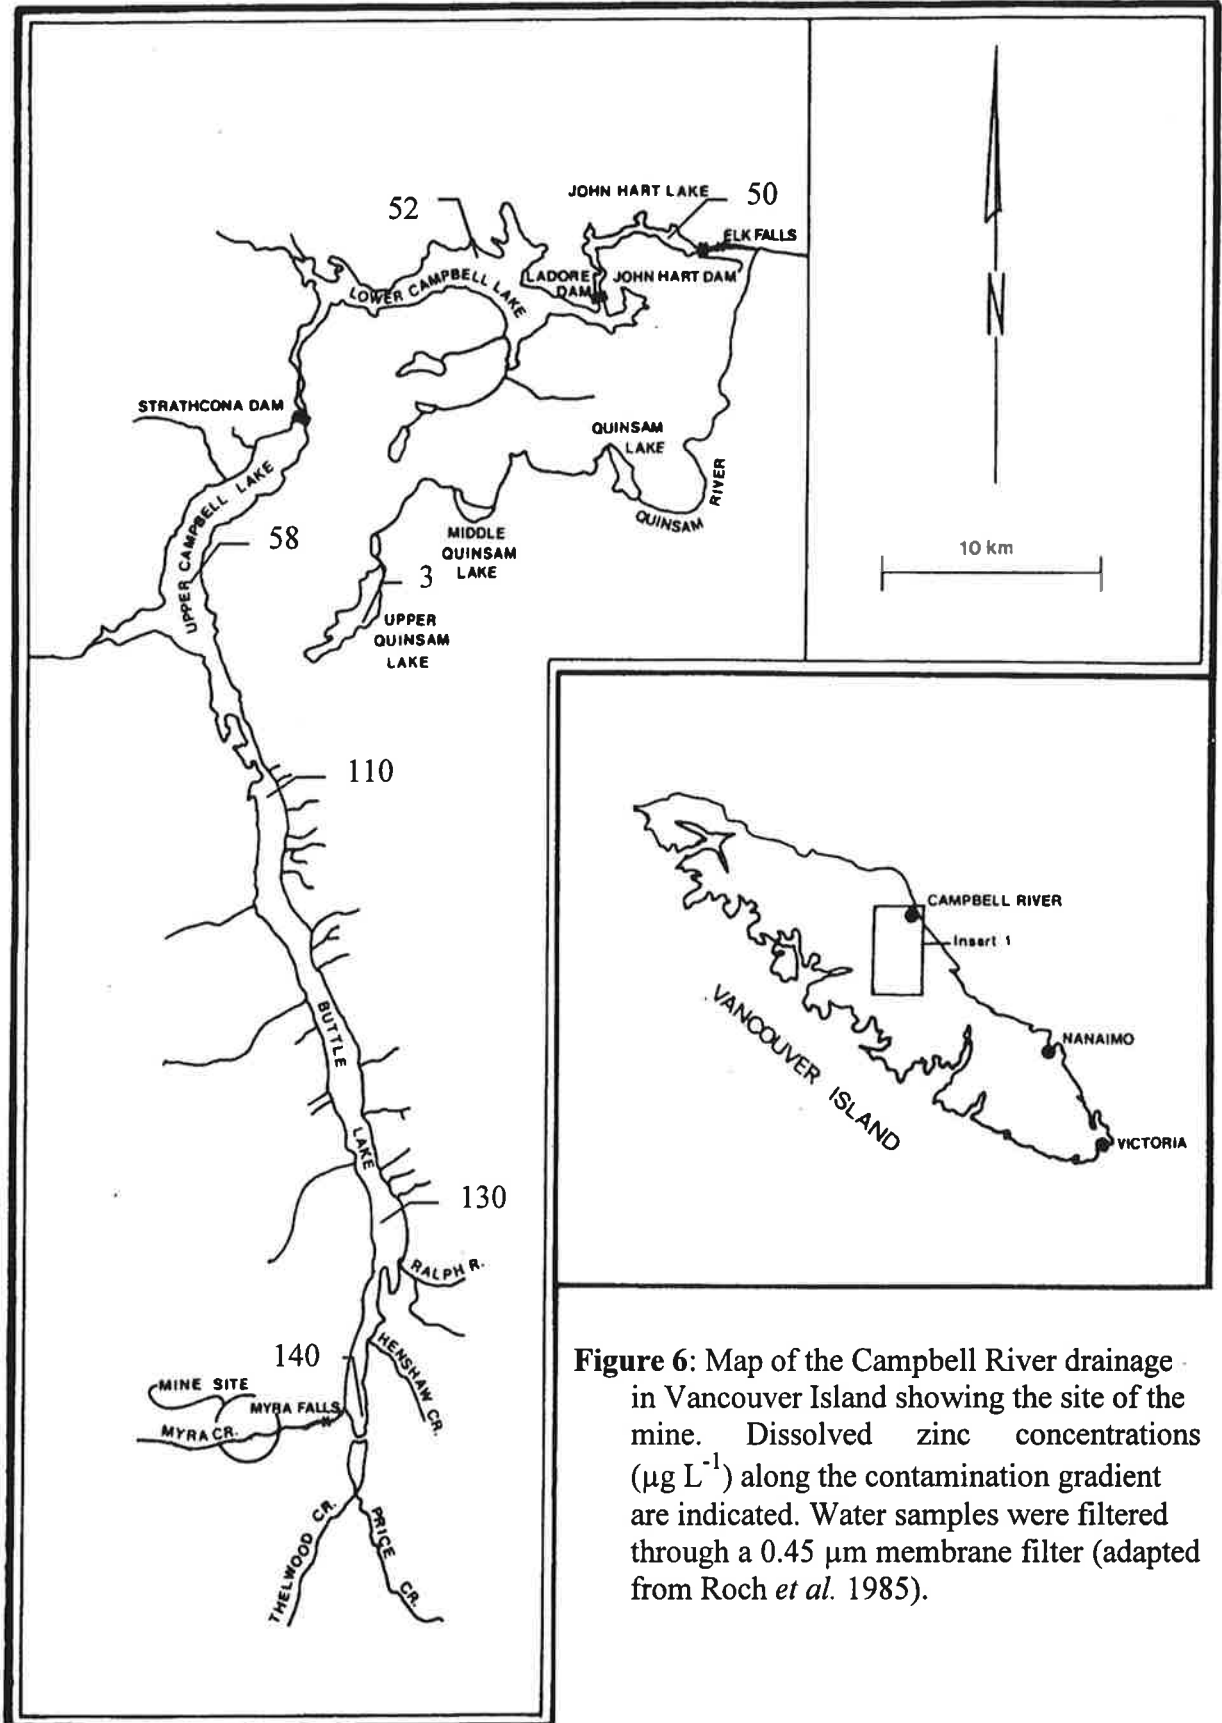 JOHN HART LAKE
50
52
ELK FALLS
LADORE
DAM
JOHN HART DAM
LOWER CAMPBELL LAKE
STRATHCONA DAM
QUINSAM
LAKE
UPPER CAMPBELL LAKE
QUINSAM
RIVER
MIDDLE
QUINSAM
LAKE
58
3
UPPER
QUINSAM
LAKE
N
10 km
110
CAMPBELL RIVER
Insert 1
VANCOUVER ISLAND
NANAIMO
VICTORIA
BUTTLE
LAKE
130
RALPH R.
HENSHAW CR.
140
MINE SITE
MYRA FALLS
MYRA CR.
THELWOOD CR.
PRICE CR.
Figure 6: Map of the Campbell River drainage
in Vancouver Island showing the site of the
mine. Dissolved zinc concentrations
(µg L-1) along the contamination gradient
are indicated. Water samples were filtered
through a 0.45 µm membrane filter (adapted
from Roch et al. 1985).